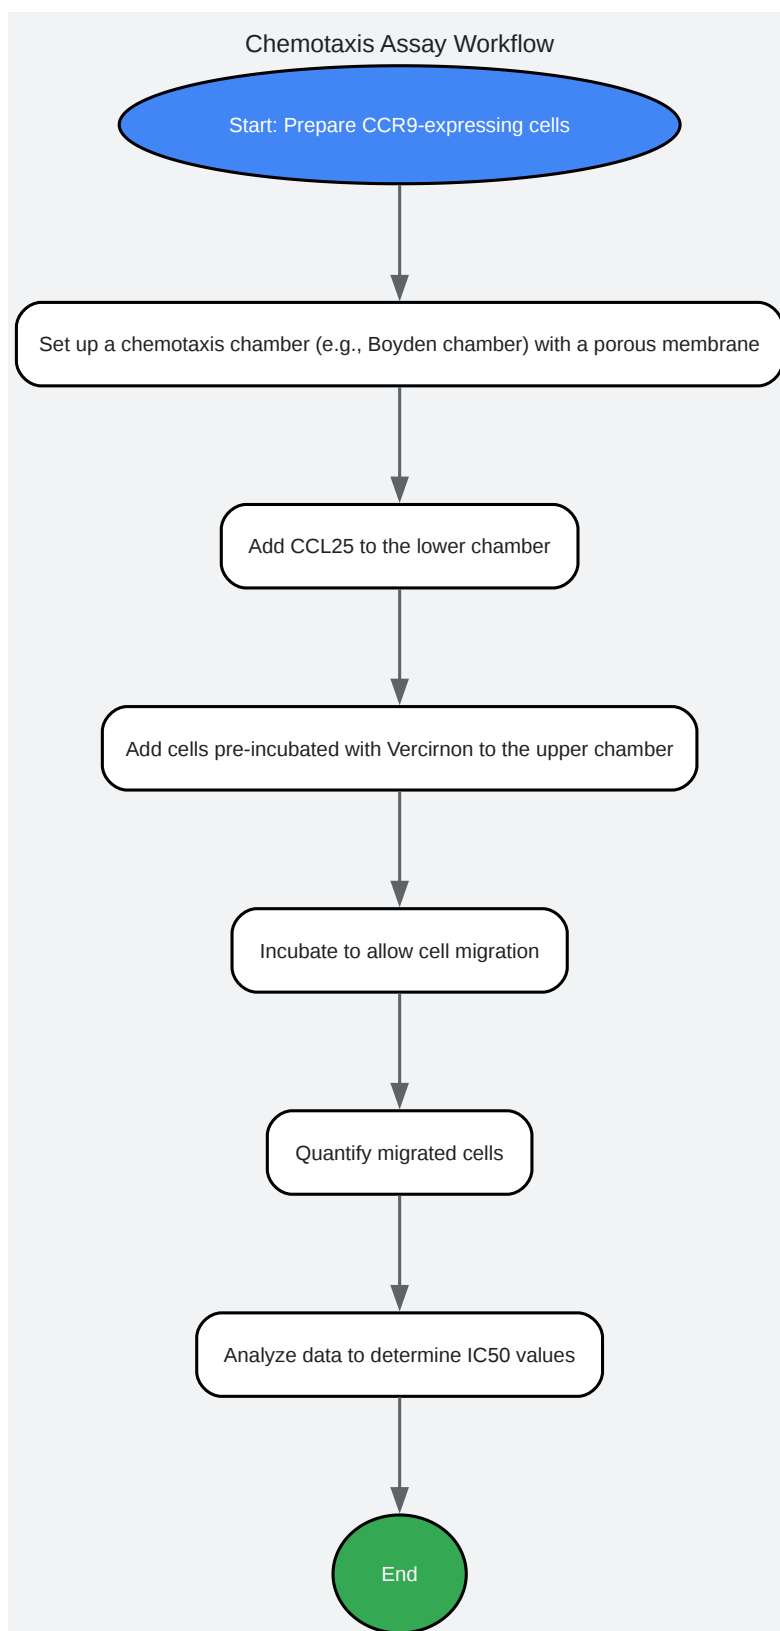 Chemotaxis Assay Workflow
Start: Prepare CCR9-expressing cells
Set up a chemotaxis chamber (e.g., Boyden chamber) with a porous membrane
Add CCL25 to the lower chamber
Add cells pre-incubated with Vercirnon to the upper chamber
Incubate to allow cell migration
Quantify migrated cells
Analyze data to determine IC50 values
End